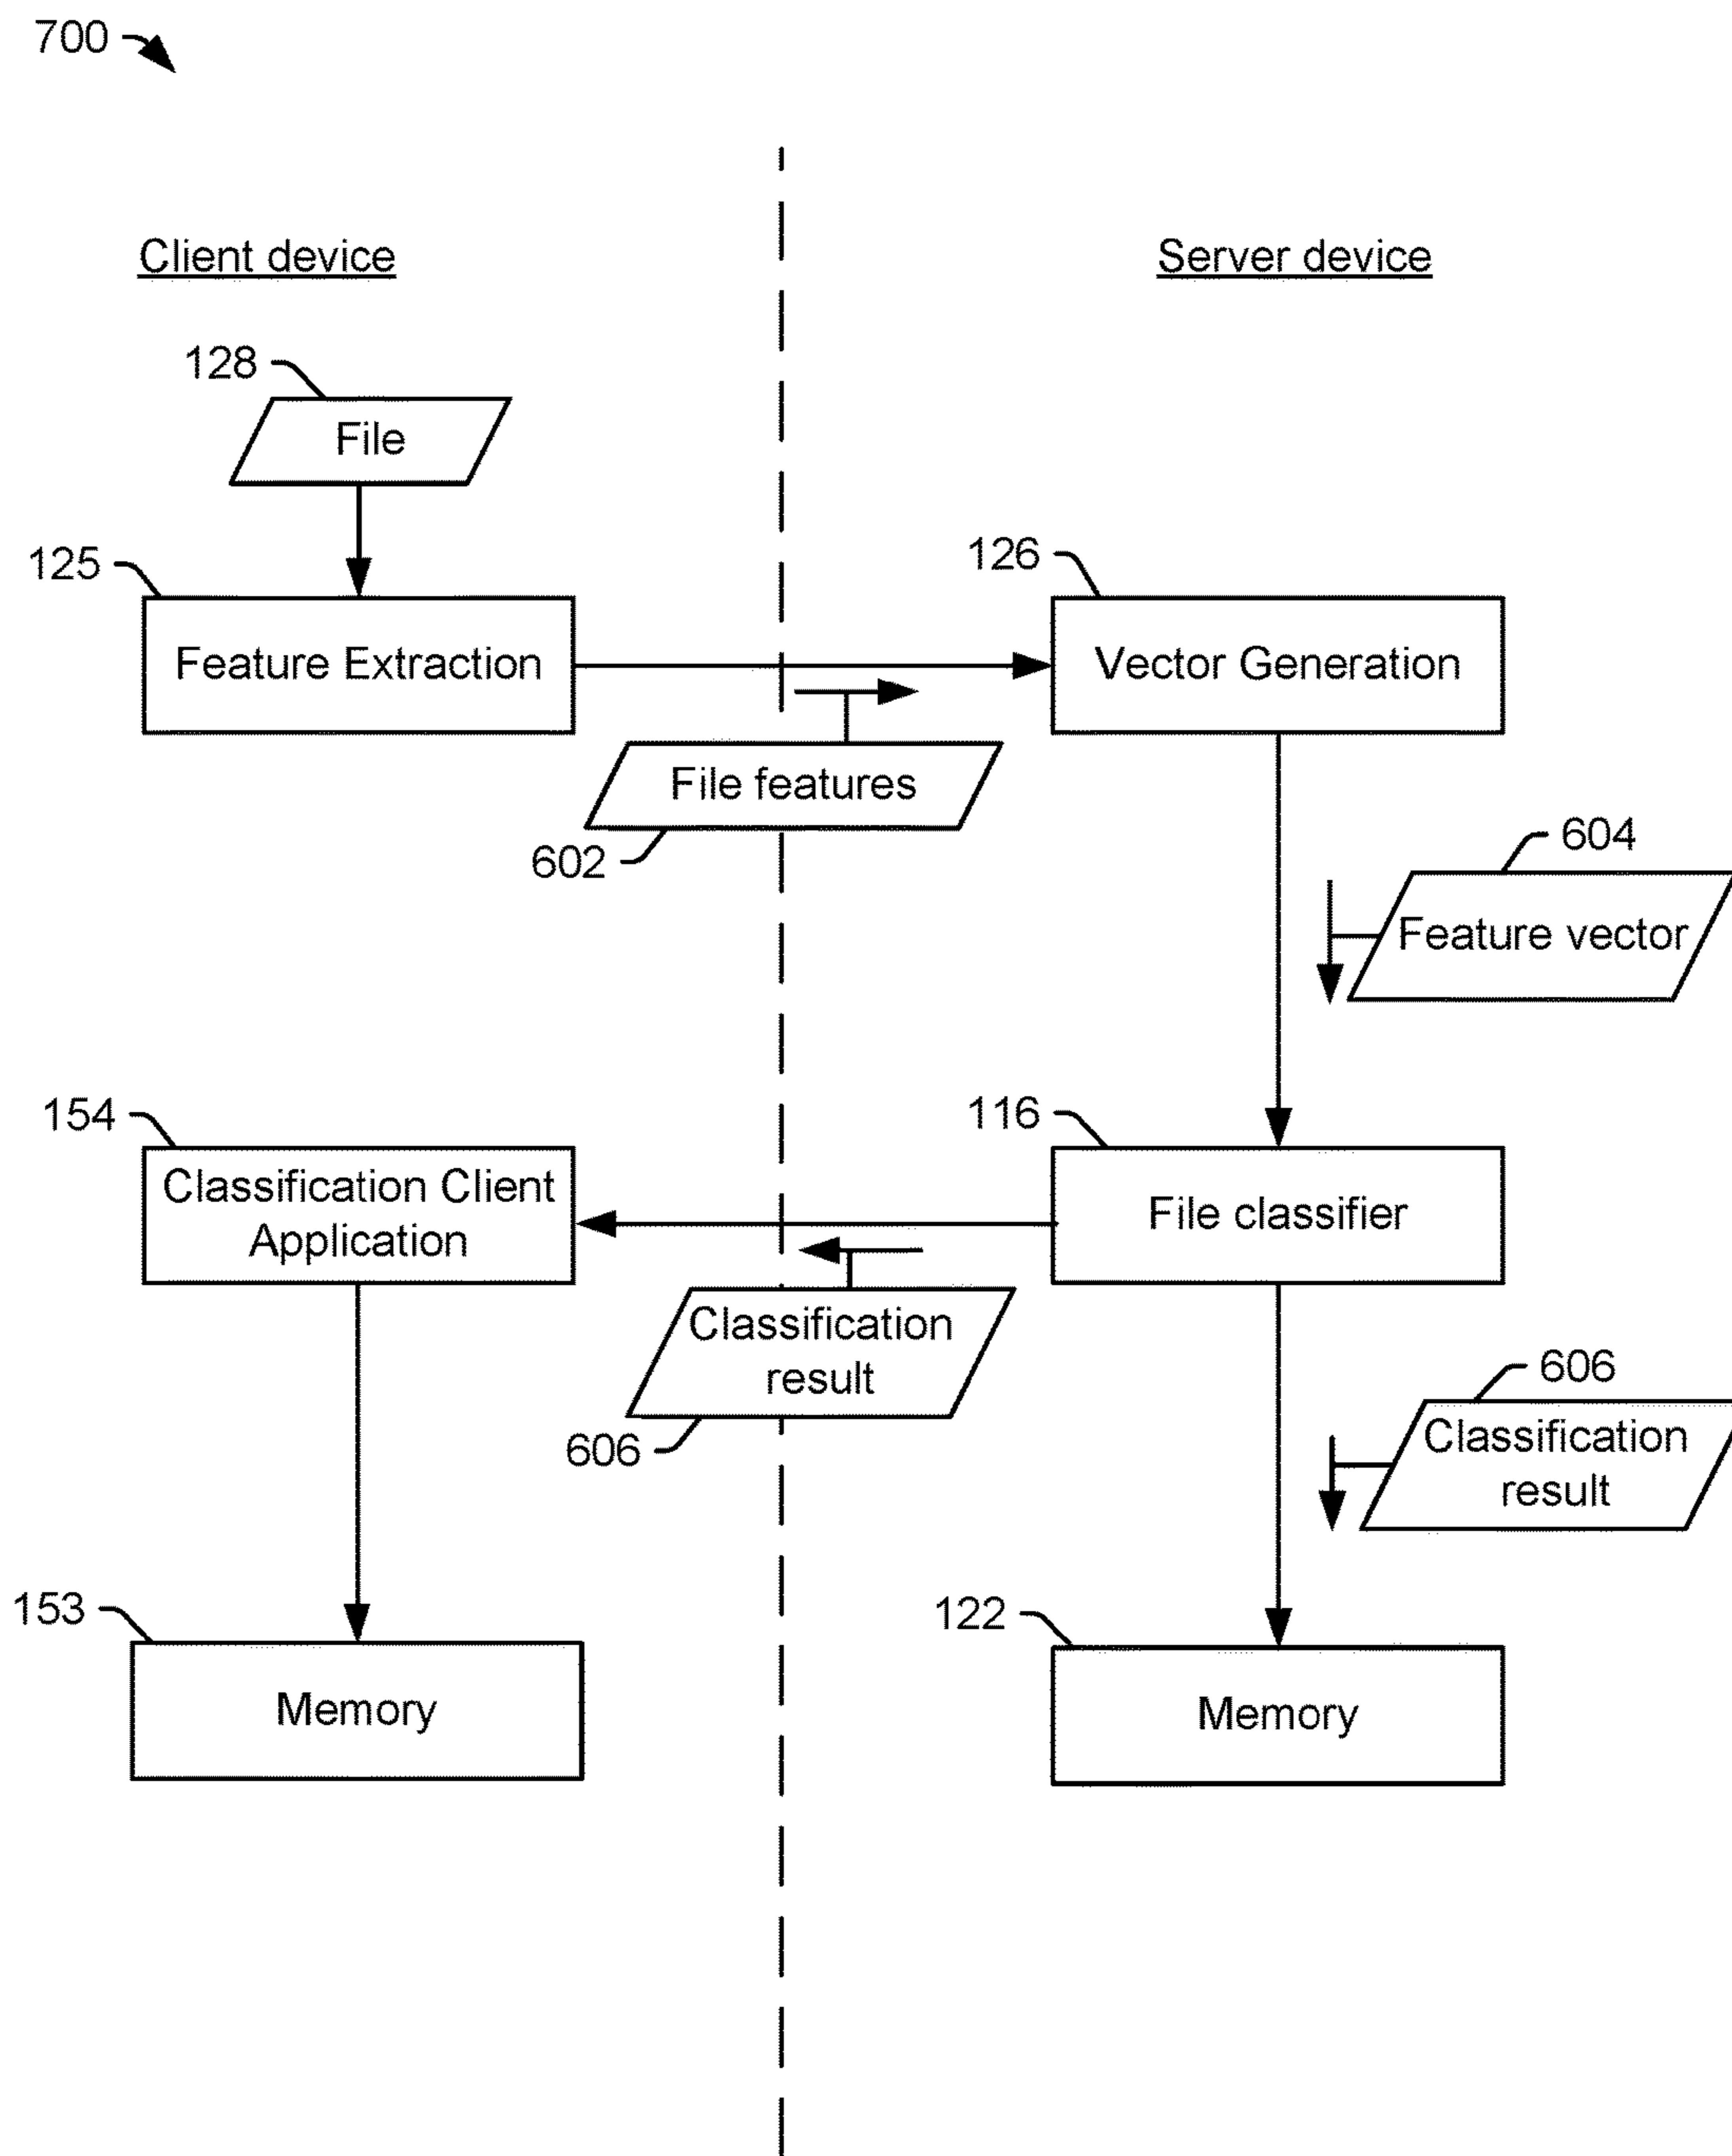 700
Client device
Server device
128
File
125
Feature Extraction
126
Vector Generation
File features
602
604
Feature vector
154
Classification Client
Application
116
File classifier
Classification
result
606
606
Classification
result
153
Memory
122
Memory